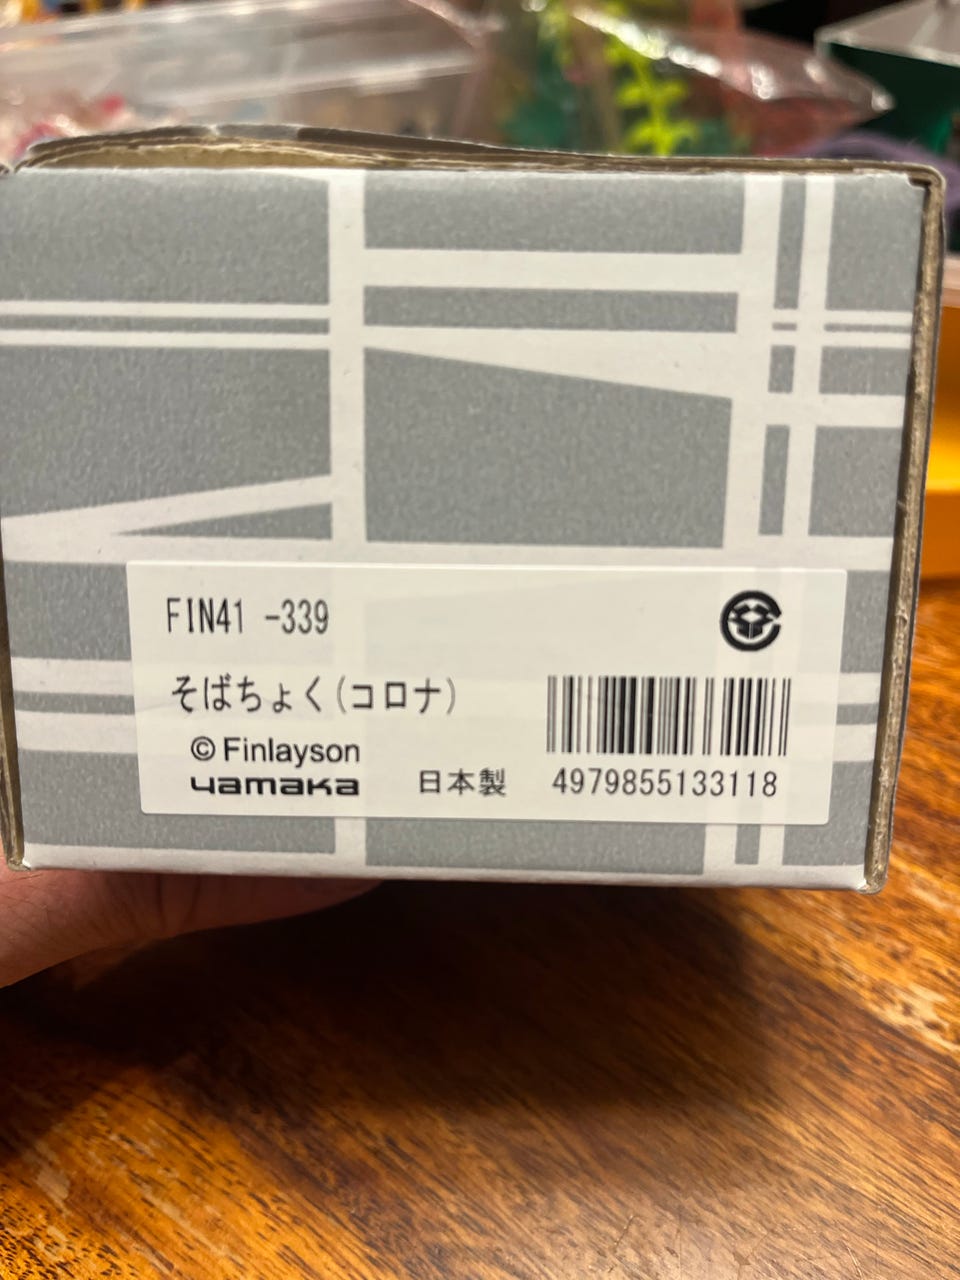 FIN41 -339
そばちょく(コロナ)
© Finlayson
yamaka
日本製
4979855133118